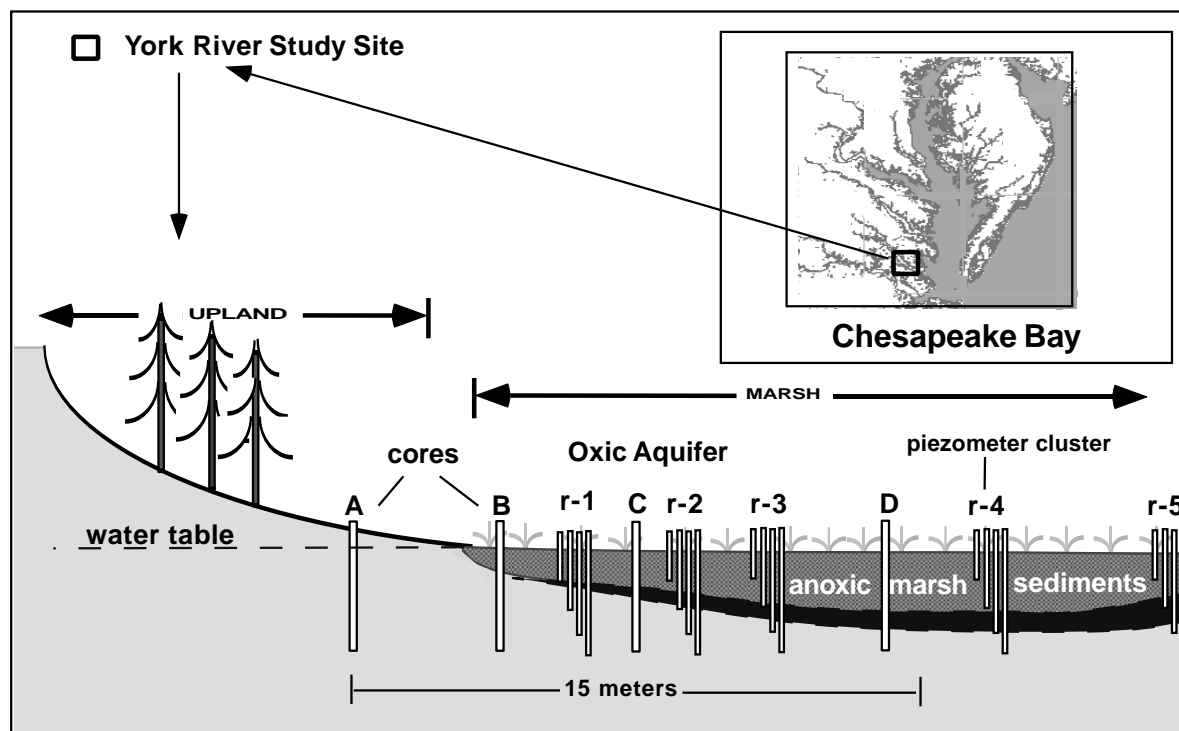 York River Study Site
Chesapeake Bay
UPLAND
MARSH
cores
Oxic Aquifer
piezometer cluster
A
B
r-1
C
r-2
r-3
D
r-4
r-5
water table
anoxic marsh sediments
15 meters